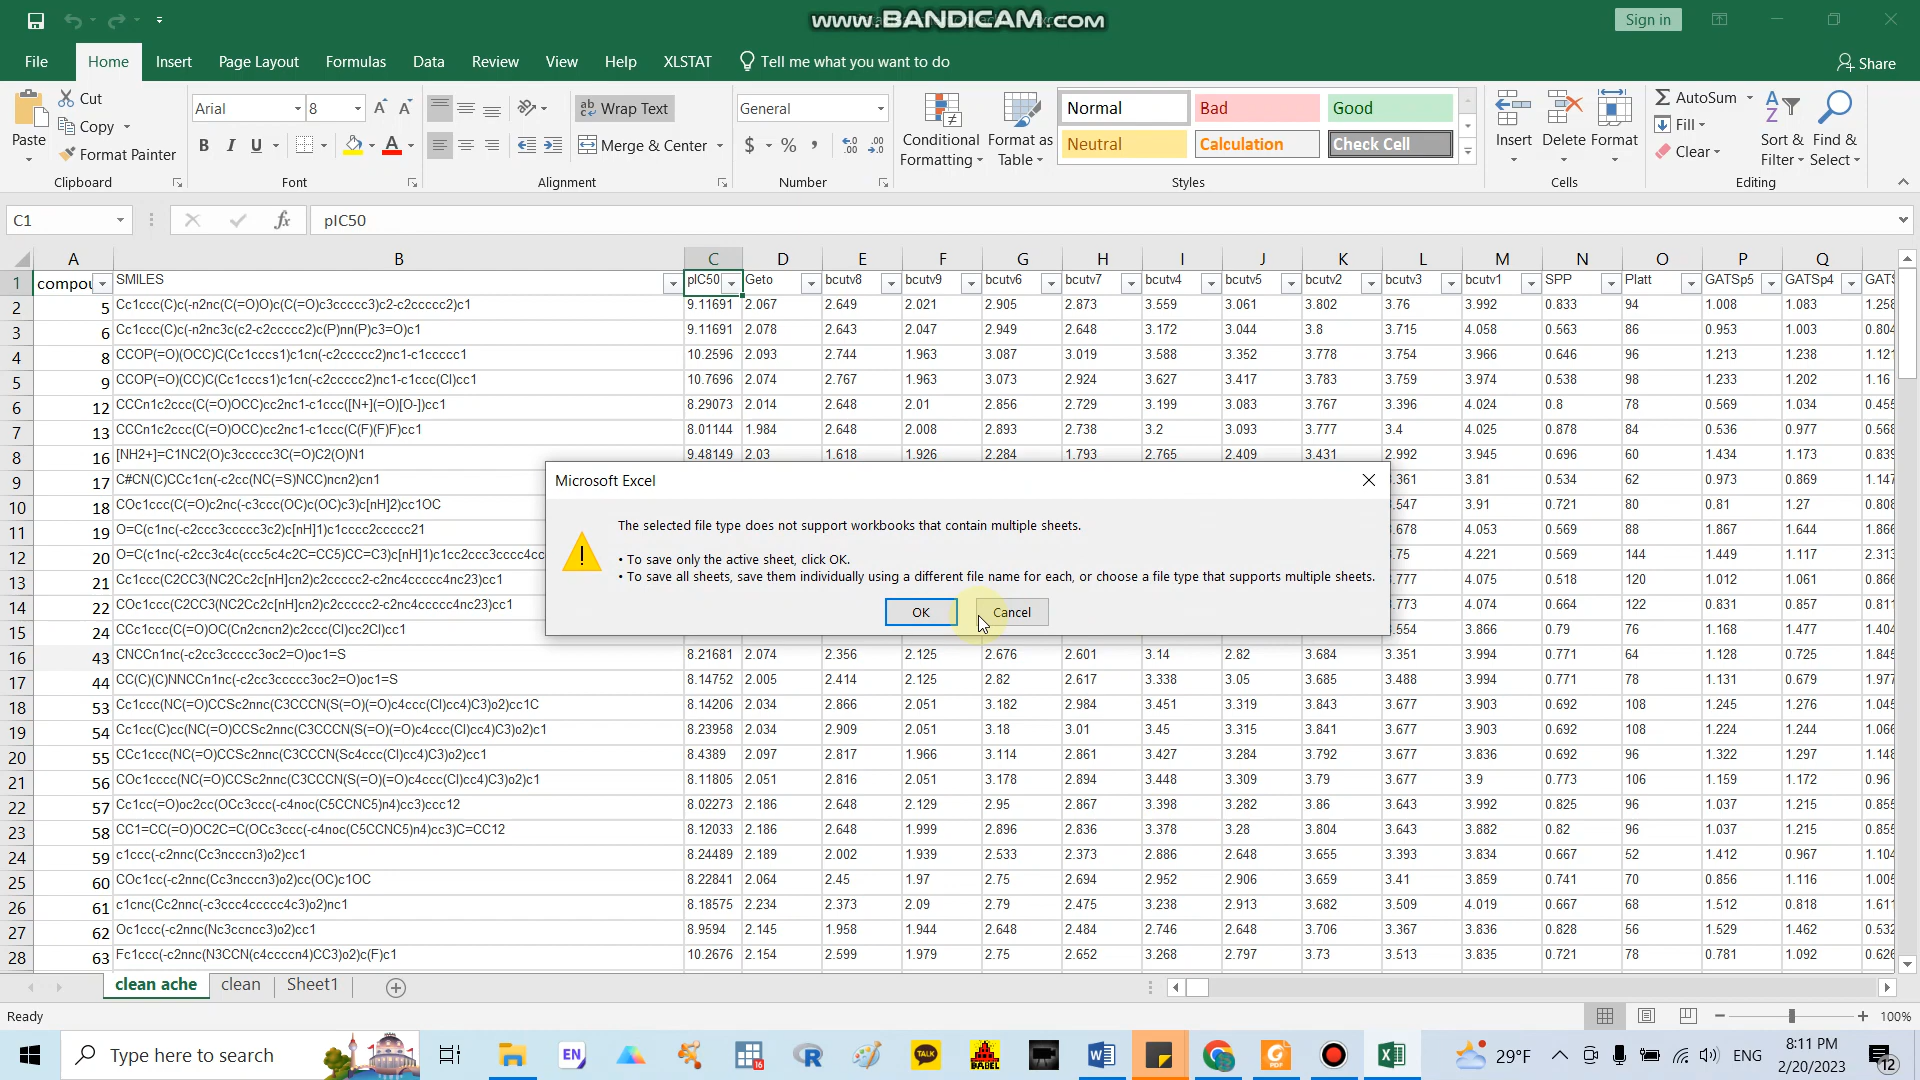 www.BANDICAM.com
Sign in
File Home Insert Page Layout Formulas Data Review View Help XLSTAT Tell me what you want to do Share
Cut
Copy
Format Painter
Paste
Clipboard
Arial 8
B I U
Font
Wrap Text
Merge & Center
Alignment
General
$ % ,
Number
Conditional Formatting
Format as Table
Normal Bad Good
Neutral Calculation Check Cell
Styles
Insert Delete Format
Cells
AutoSum
Fill
Clear
Sort & Filter
Find & Select
Editing
C1 fx pIC50
A B C D E F G H I J K L M N O P Q
1 compou SMILES pIC50 Geto bcutv8 bcutv9 bcutv6 bcutv7 bcutv4 bcutv5 bcutv2 bcutv3 bcutv1 SPP Platt GATSp5 GATSp4 GATS
2 5 Cc1ccc(C)c(-n2nc(C(=O)O)c(C(=O)c3ccccc3)c2-c2ccccc2)c1 9.11691 2.067 2.649 2.021 2.905 2.873 3.559 3.061 3.802 3.76 3.992 0.833 94 1.008 1.083 1.258
3 6 Cc1ccc(C)c(-n2nc3c(c2-c2ccccc2)c(P)nn(P)c3=O)c1 9.11691 2.078 2.643 2.047 2.949 2.648 3.172 3.044 3.8 3.715 4.058 0.563 86 0.953 1.003 0.804
4 8 CCOP(=O)(OCC)C(Cc1cccs1)c1cn(-c2ccccc2)nc1-c1ccccc1 10.2596 2.093 2.744 1.963 3.087 3.019 3.588 3.352 3.778 3.754 3.966 0.646 96 1.213 1.238 1.121
5 9 CCOP(=O)(CC)C(Cc1cccs1)c1cn(-c2ccccc2)nc1-c1ccc(Cl)cc1 10.7696 2.074 2.767 1.963 3.073 2.924 3.627 3.417 3.783 3.759 3.974 0.538 98 1.233 1.202 1.16
6 12 CCCn1c2ccc(C(=O)OCC)cc2nc1-c1ccc([N+](=O)[O-])cc1 8.29073 2.014 2.648 2.01 2.856 2.729 3.199 3.083 3.767 3.396 4.024 0.8 78 0.569 1.034 0.455
7 13 CCCn1c2ccc(C(=O)OCC)cc2nc1-c1ccc(C(F)(F)F)cc1 8.01144 1.984 2.648 2.008 2.893 2.738 3.2 3.093 3.777 3.4 4.025 0.878 84 0.536 0.977 0.568
8 16 [NH2+]=C1NC2(O)c3ccccc3C(=O)C2(O)N1 9.48149 2.03 1.618 1.926 2.284 1.793 2.765 2.409 3.431 2.992 3.945 0.696 60 1.434 1.173 0.839
9 17 C#CN(C)CCc1cn(-c2cc(NC(=S)NCC)ncn2)cn1 .361 3.81 0.534 62 0.973 0.869 1.147
10 18 COc1ccc(C(=O)c2nc(-c3ccc(OC)c(OC)c3)c[nH]2)cc1OC .547 3.91 0.721 80 0.81 1.27 0.808
11 19 O=C(c1nc(-c2ccc3ccccc3c2)c[nH]1)c1cccc2ccccc21 .678 4.053 0.569 88 1.867 1.644 1.866
12 20 O=C(c1nc(-c2cc3c4c(ccc5c4c2C=CC5)CC=C3)c[nH]1)c1cc2ccc3cccc4cc .75 4.221 0.569 144 1.449 1.117 2.313
13 21 Cc1ccc(C2CC3(NC2Cc2c[nH]cn2)c2ccccc2-c2nc4ccccc4nc23)cc1 .777 4.075 0.518 120 1.012 1.061 0.866
14 22 COc1ccc(C2CC3(NC2Cc2c[nH]cn2)c2ccccc2-c2nc4ccccc4nc23)cc1 .773 4.074 0.664 122 0.831 0.857 0.811
15 24 CCc1ccc(C(=O)OC(Cn2cncn2)c2ccc(Cl)cc2Cl)cc1 .554 3.866 0.79 76 1.168 1.477 1.404
Microsoft Excel
The selected file type does not support workbooks that contain multiple sheets.
• To save only the active sheet, click OK.
• To save all sheets, save them individually using a different file name for each, or choose a file type that supports multiple sheets.
OK Cancel
16 43 CNCCn1nc(-c2cc3ccccc3oc2=O)oc1=S 8.21681 2.074 2.356 2.125 2.676 2.601 3.14 2.82 3.684 3.351 3.994 0.771 64 1.128 0.725 1.845
17 44 CC(C)(C)NNCCn1nc(-c2cc3ccccc3oc2=O)oc1=S 8.14752 2.005 2.414 2.125 2.82 2.617 3.338 3.05 3.685 3.488 3.994 0.771 78 1.131 0.679 1.977
18 53 Cc1ccc(NC(=O)CCSc2nnc(C3CCCN(S(=O)(=O)c4ccc(Cl)cc4)C3)o2)cc1C 8.14206 2.034 2.866 2.051 3.182 2.984 3.451 3.319 3.843 3.677 3.903 0.692 108 1.245 1.276 1.045
19 54 Cc1cc(C)cc(NC(=O)CCSc2nnc(C3CCCN(S(=O)(=O)c4ccc(Cl)cc4)C3)o2)c1 8.23958 2.034 2.909 2.051 3.18 3.01 3.45 3.315 3.841 3.677 3.903 0.692 108 1.224 1.244 1.066
20 55 CCc1ccc(NC(=O)CCSc2nnc(C3CCCN(Sc4ccc(Cl)cc4)C3)o2)cc1 8.4389 2.097 2.817 1.966 3.114 2.861 3.427 3.284 3.792 3.677 3.836 0.692 96 1.322 1.297 1.148
21 56 COc1cccc(NC(=O)CCSc2nnc(C3CCCN(S(=O)(=O)c4ccc(Cl)cc4)C3)o2)c1 8.11805 2.051 2.816 2.051 3.178 2.894 3.448 3.309 3.79 3.677 3.9 0.773 106 1.159 1.172 0.96
22 57 Cc1cc(=O)oc2cc(OCc3ccc(-c4noc(C5CCNC5)n4)cc3)ccc12 8.02273 2.186 2.648 2.129 2.95 2.867 3.398 3.282 3.86 3.643 3.992 0.825 96 1.037 1.215 0.855
23 58 CC1=CC(=O)OC2C=C(OCc3ccc(-c4noc(C5CCNC5)n4)cc3)C=CC12 8.12033 2.186 2.648 1.999 2.896 2.836 3.378 3.28 3.804 3.643 3.882 0.82 96 1.037 1.215 0.855
24 59 c1ccc(-c2nnc(Cc3ncccn3)o2)cc1 8.24489 2.189 2.002 1.939 2.533 2.373 2.886 2.648 3.655 3.393 3.834 0.667 52 1.412 0.967 1.104
25 60 COc1cc(-c2nnc(Cc3ncccn3)o2)cc(OC)c1OC 8.22841 2.064 2.45 1.97 2.75 2.694 2.952 2.906 3.659 3.41 3.859 0.741 70 0.856 1.116 1.005
26 61 c1cnc(Cc2nnc(-c3ccc4ccccc4c3)o2)nc1 8.18575 2.234 2.373 2.09 2.79 2.475 3.238 2.913 3.682 3.509 4.019 0.667 68 1.512 0.818 1.611
27 62 Oc1ccc(-c2nnc(Nc3ccncc3)o2)cc1 8.9594 2.145 1.958 1.944 2.648 2.484 2.746 2.648 3.706 3.367 3.836 0.828 56 1.529 1.462 0.532
28 63 Fc1ccc(-c2nnc(N3CCN(c4ccccn4)CC3)o2)c(F)c1 10.2676 2.154 2.599 1.979 2.75 2.652 3.268 2.797 3.73 3.513 3.835 0.721 78 0.781 1.092 0.626
clean ache clean Sheet1
Ready 100%
Type here to search EN 16 TALK BABEL 29°F ENG 8:11 PM
2/20/2023 12